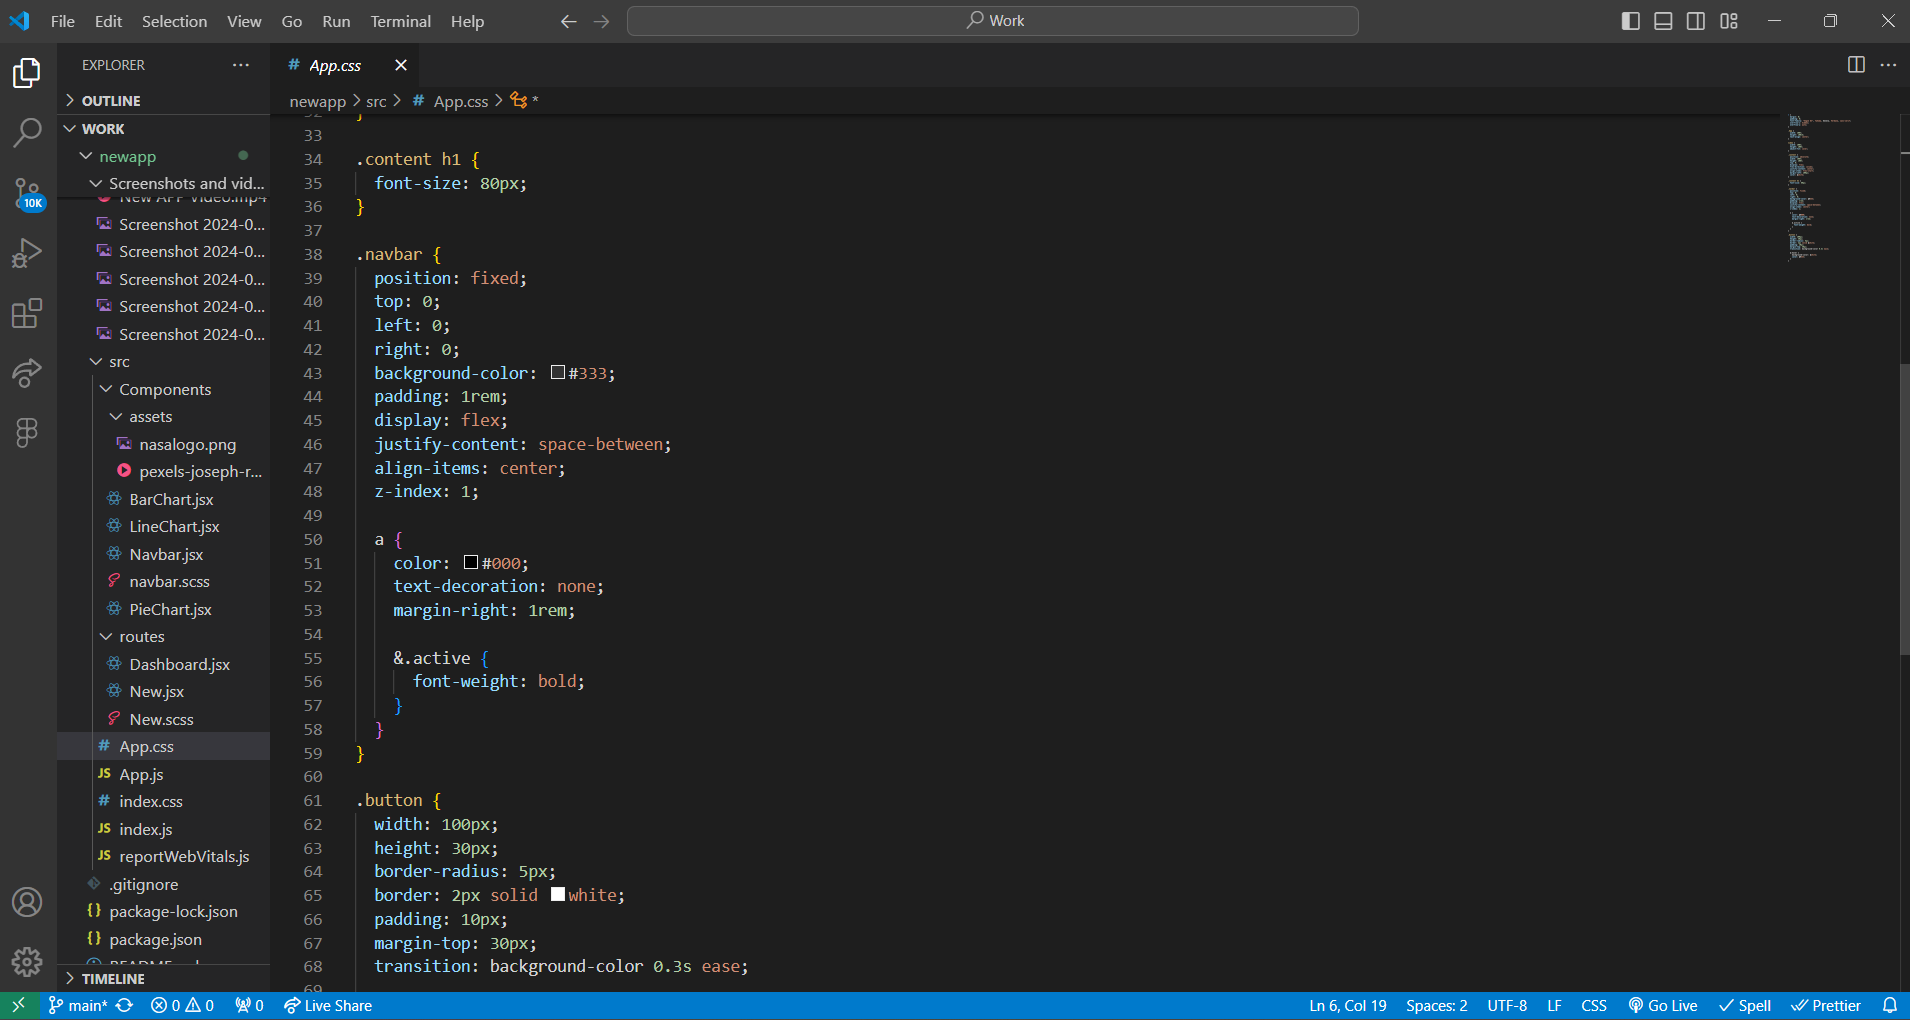 File Edit Selection View Go Run Terminal Help
Work
EXPLORER
App.css
newapp > src > # App.css > *
OUTLINE
WORK
newapp
Screenshots and vid...
New APP Video.mp4
Screenshot 2024-0...
Screenshot 2024-0...
Screenshot 2024-0...
Screenshot 2024-0...
Screenshot 2024-0...
src
Components
assets
nasalogo.png
pexels-joseph-r...
BarChart.jsx
LineChart.jsx
Navbar.jsx
navbar.scss
PieChart.jsx
routes
Dashboard.jsx
New.jsx
New.scss
# App.css
JS App.js
# index.css
JS index.js
JS reportWebVitals.js
.gitignore
{} package-lock.json
{} package.json
TIMELINE
10K
32 }
33
34 .content h1 {
35 font-size: 80px;
36 }
37
38 .navbar {
39 position: fixed;
40 top: 0;
41 left: 0;
42 right: 0;
43 background-color: #333;
44 padding: 1rem;
45 display: flex;
46 justify-content: space-between;
47 align-items: center;
48 z-index: 1;
49
50 a {
51 color: #000;
52 text-decoration: none;
53 margin-right: 1rem;
54
55 &.active {
56 font-weight: bold;
57 }
58 }
59 }
60
61 .button {
62 width: 100px;
63 height: 30px;
64 border-radius: 5px;
65 border: 2px solid white;
66 padding: 10px;
67 margin-top: 30px;
68 transition: background-color 0.3s ease;
69
main* 0 0 0 Live Share Ln 6, Col 19 Spaces: 2 UTF-8 LF CSS Go Live Spell Prettier